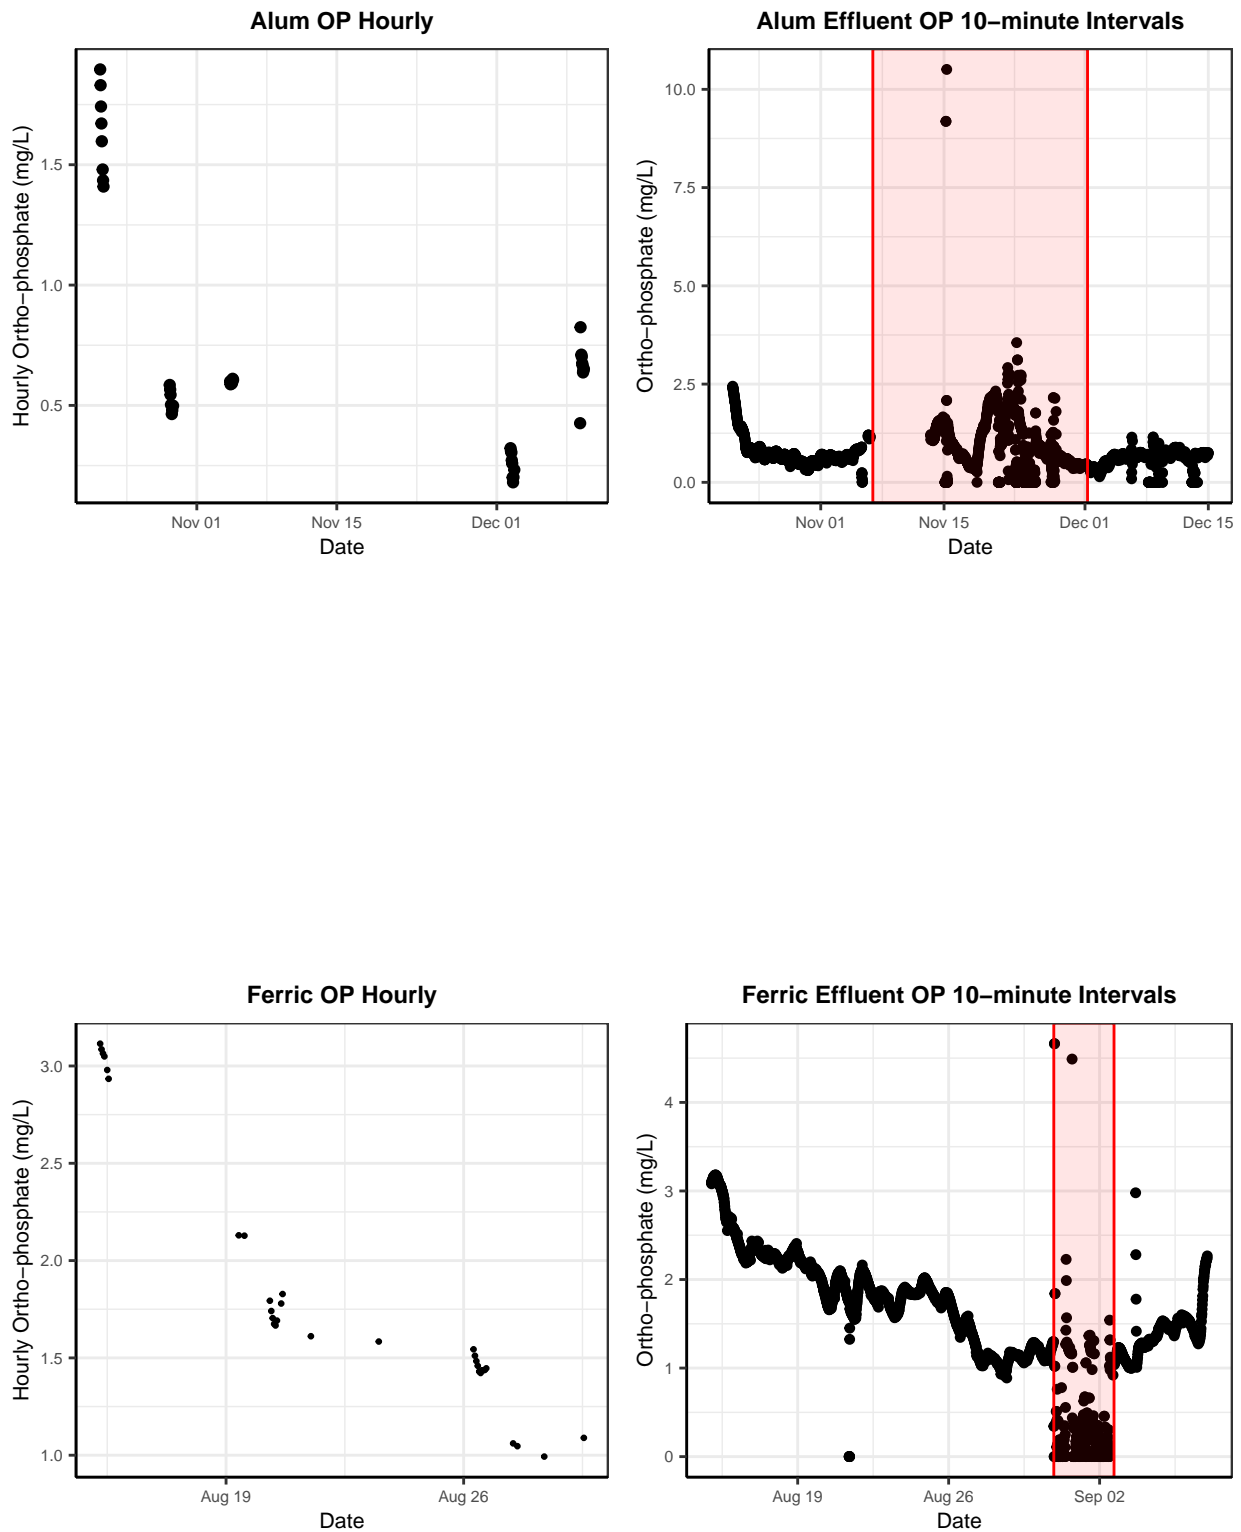 Alum OP Hourly
Hourly Ortho−phosphate (mg/L)
1.5
1.0
0.5
Nov 01 Nov 15 Dec 01
Date
Alum Effluent OP 10−minute Intervals
Ortho−phosphate (mg/L)
10.0
7.5
5.0
2.5
0.0
Nov 01 Nov 15 Dec 01 Dec 15
Date
Ferric OP Hourly
Hourly Ortho−phosphate (mg/L)
3.0
2.5
2.0
1.5
1.0
Aug 19 Aug 26
Date
Ferric Effluent OP 10−minute Intervals
Ortho−phosphate (mg/L)
4
3
2
1
0
Aug 19 Aug 26 Sep 02
Date